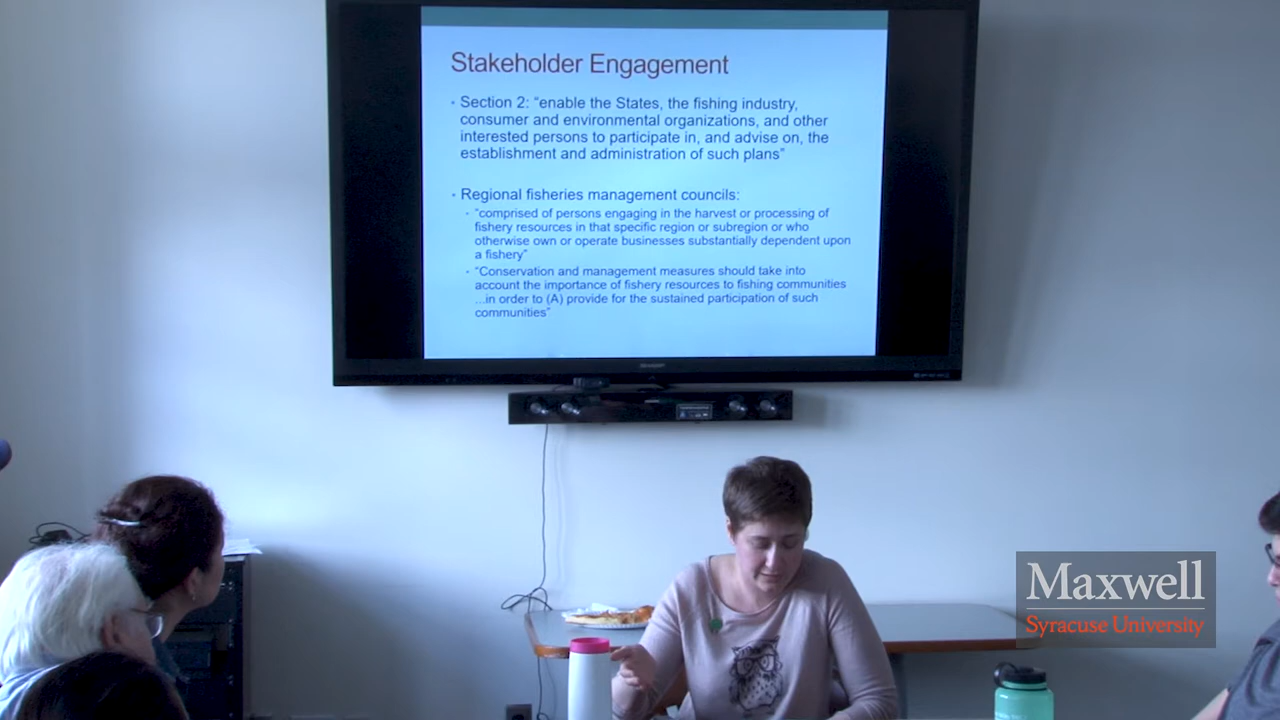 Stakeholder Engagement
• Section 2: “enable the States, the fishing industry,
consumer and environmental organizations, and other
interested persons to participate in, and advise on, the
establishment and administration of such plans”
• Regional fisheries management councils:
• “comprised of persons engaging in the harvest or processing of
fishery resources in that specific region or subregion or who
otherwise own or operate businesses substantially dependent upon
a fishery”
• “Conservation and management measures should take into
account the importance of fishery resources to fishing communities
...in order to (A) provide for the sustained participation of such
communities”
SHARP
Maxwell
Syracuse University